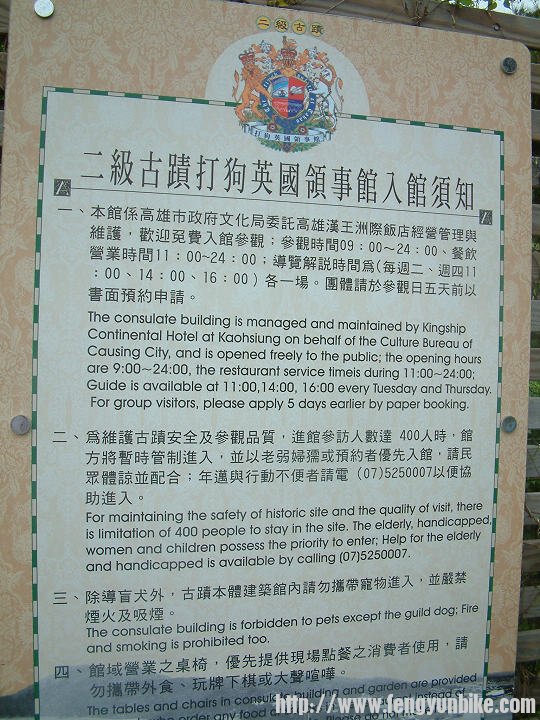 二級古蹟
打狗英國領事館
二級古蹟打狗英國領事館入館須知
一、本館係高雄市政府文化局委託高雄漢王洲際飯店經營管理與
維護，歡迎免費入館參觀；參觀時間09：00～24：00、餐飲
營業時間11：00~24：00；導覽解說時間為(每週二、週四11
：00、14：00、16：00）各一場。團體請於參觀日五天前以
書面預約申請。
The consulate building is managed and maintained by Kingship
Continental Hotel at Kaohsiung on behalf of the Culture Bureau of
Causing City, and is opened freely to the public; the opening hours
are 9:00~24:00, the restaurant service timeis during 11:00~24:00;
Guide is available at 11:00,14:00, 16:00 every Tuesday and Thursday.
For group visitors, please apply 5 days earlier by paper booking.
二、為維護古蹟安全及參觀品質，進館參訪人數達 400人時，館
方將暫時管制進入，並以老弱婦孺或預約者優先入館，請民
眾體諒並配合；年邁與行動不便者請電 (07)5250007以便協
助進入。
For maintaining the safety of historic site and the quality of visit, there
is limitation of 400 people to stay in the site. The elderly, handicapped,
women and children possess the priority to enter; Help for the elderly
and handicapped is available by calling (07)5250007.
三、除導盲犬外，古蹟本體建築館內請勿攜帶寵物進入，並嚴禁
煙火及吸煙。
The consulate building is forbidden to pets except the guild dog; Fire
and smoking is prohibited too.
四、館域營業之桌椅，優先提供現場點餐之消費者使用，請
勿攜帶外食、玩牌下棋或大聲喧嘩。
The tables and chairs in consulate building and garden are provided
who order any food
http://www.lengyunbike.com